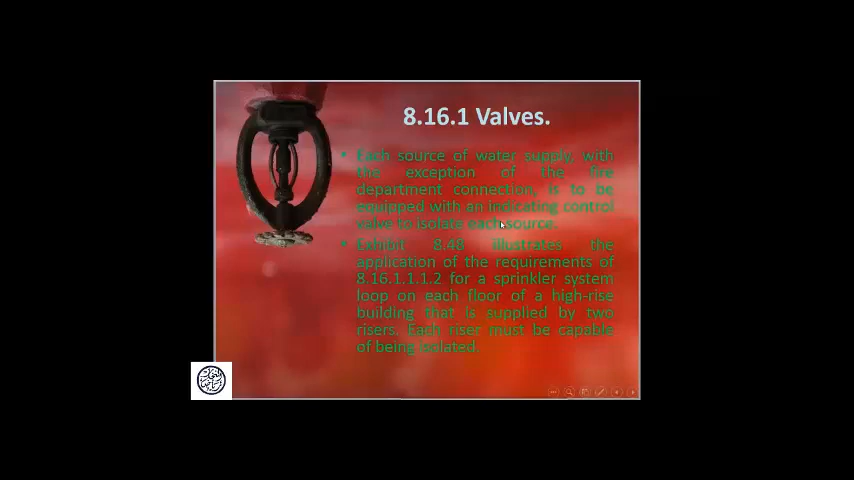 8.16.1 Valves.
• Each source of water supply, with
the exception of the fire
department connection, is to be
equipped with an indicating control
valve to isolate each source.
• Exhibit 8.48 illustrates the
application of the requirements of
8.16.1.1.1.2 for a sprinkler system
loop on each floor of a high-rise
building that is supplied by two
risers. Each riser must be capable
of being isolated.